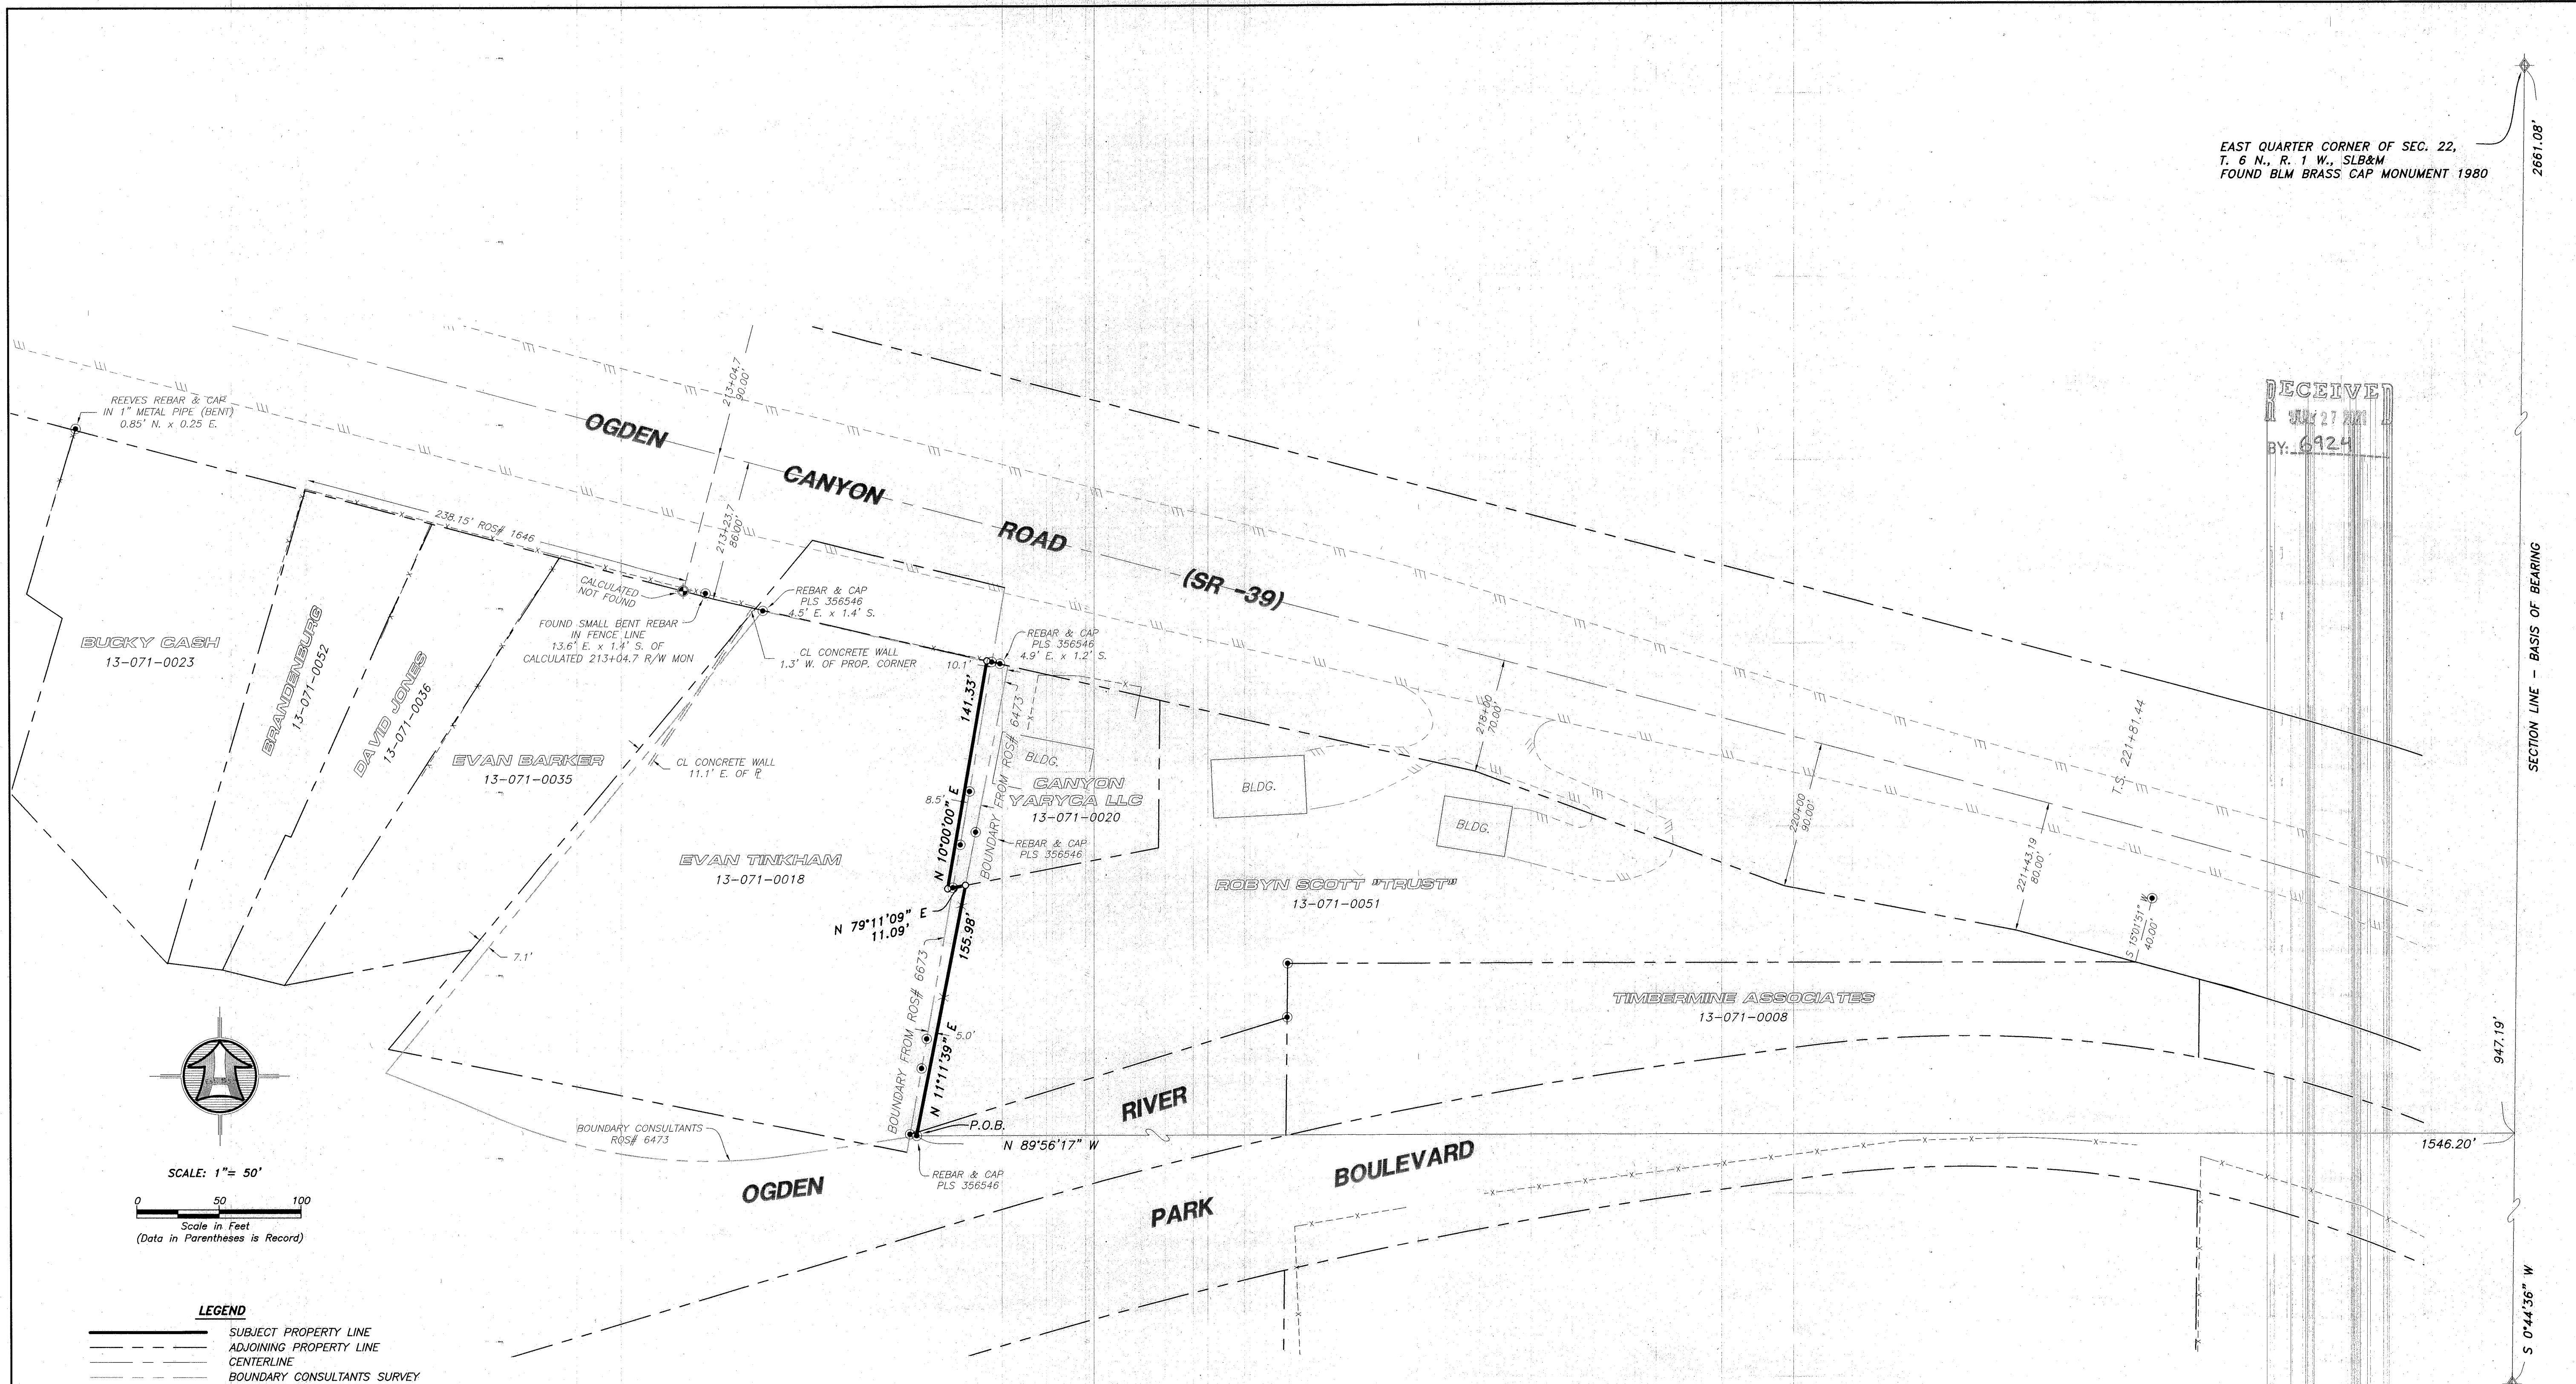 EAST QUARTER CORNER OF SEC. 22,
T. 6 N., R. 1 W., SLB&M
FOUND BLM BRASS CAP MONUMENT 1980
2661.08'
RECEIVED
27
BY: 6924
SECTION LINE - BASIS OF BEARING
REEVES REBAR & CAP
IN 1" METAL PIPE (BENT)
0.85' N. x 0.25 E.
213+04.7
90.00'
OGDEN
CANYON
ROAD
(SR -39)
238.15' ROS# 1646
213+23.7
86.00'
CALCULATED
NOT FOUND
REBAR & CAP
PLS 356546
4.5' E. x 1.4' S.
FOUND SMALL BENT REBAR
IN FENCE LINE
13.6' E. x 1.4' S. OF
CALCULATED 213+04.7 R/W MON
CL CONCRETE WALL
1.3' W. OF PROP. CORNER
REBAR & CAP
PLS 356546
4.9' E. x 1.2' S.
10.1'
BUCKY CASH
13-071-0023
BRANDENBURG
13-071-0052
DAVID JONES
13-071-0036
EVAN BARKER
13-071-0035
CL CONCRETE WALL
11.1' E. OF PL
141.33'
N 10°00'00" E
8.5'
BOUNDARY FROM ROS# 6473
BLDG.
CANYON
YARYCA LLC
13-071-0020
REBAR & CAP
PLS 356546
BLDG.
BLDG.
218+00
70.00'
220+00
90.00'
221+43.19
80.00'
T.S. 221+81.44
S 15°01'51" W
40.00'
EVAN TINKHAM
13-071-0018
ROBYN SCOTT "TRUST"
13-071-0051
N 79°11'09" E
11.09'
155.98'
7.1'
BOUNDARY FROM ROS# 6673
N 11°11'39" E
5.0'
TIMBERMINE ASSOCIATES
13-071-0008
947.19'
P.O.B.
N 89°56'17" W
1546.20'
REBAR & CAP
PLS 356546
BOUNDARY CONSULTANTS
ROS# 6473
OGDEN
RIVER
PARK
BOULEVARD
S 0°44'36" W
SCALE: 1"= 50'
0 50 100
Scale in Feet
(Data in Parentheses is Record)
LEGEND
SUBJECT PROPERTY LINE
ADJOINING PROPERTY LINE
CENTERLINE
BOUNDARY CONSULTANTS SURVEY